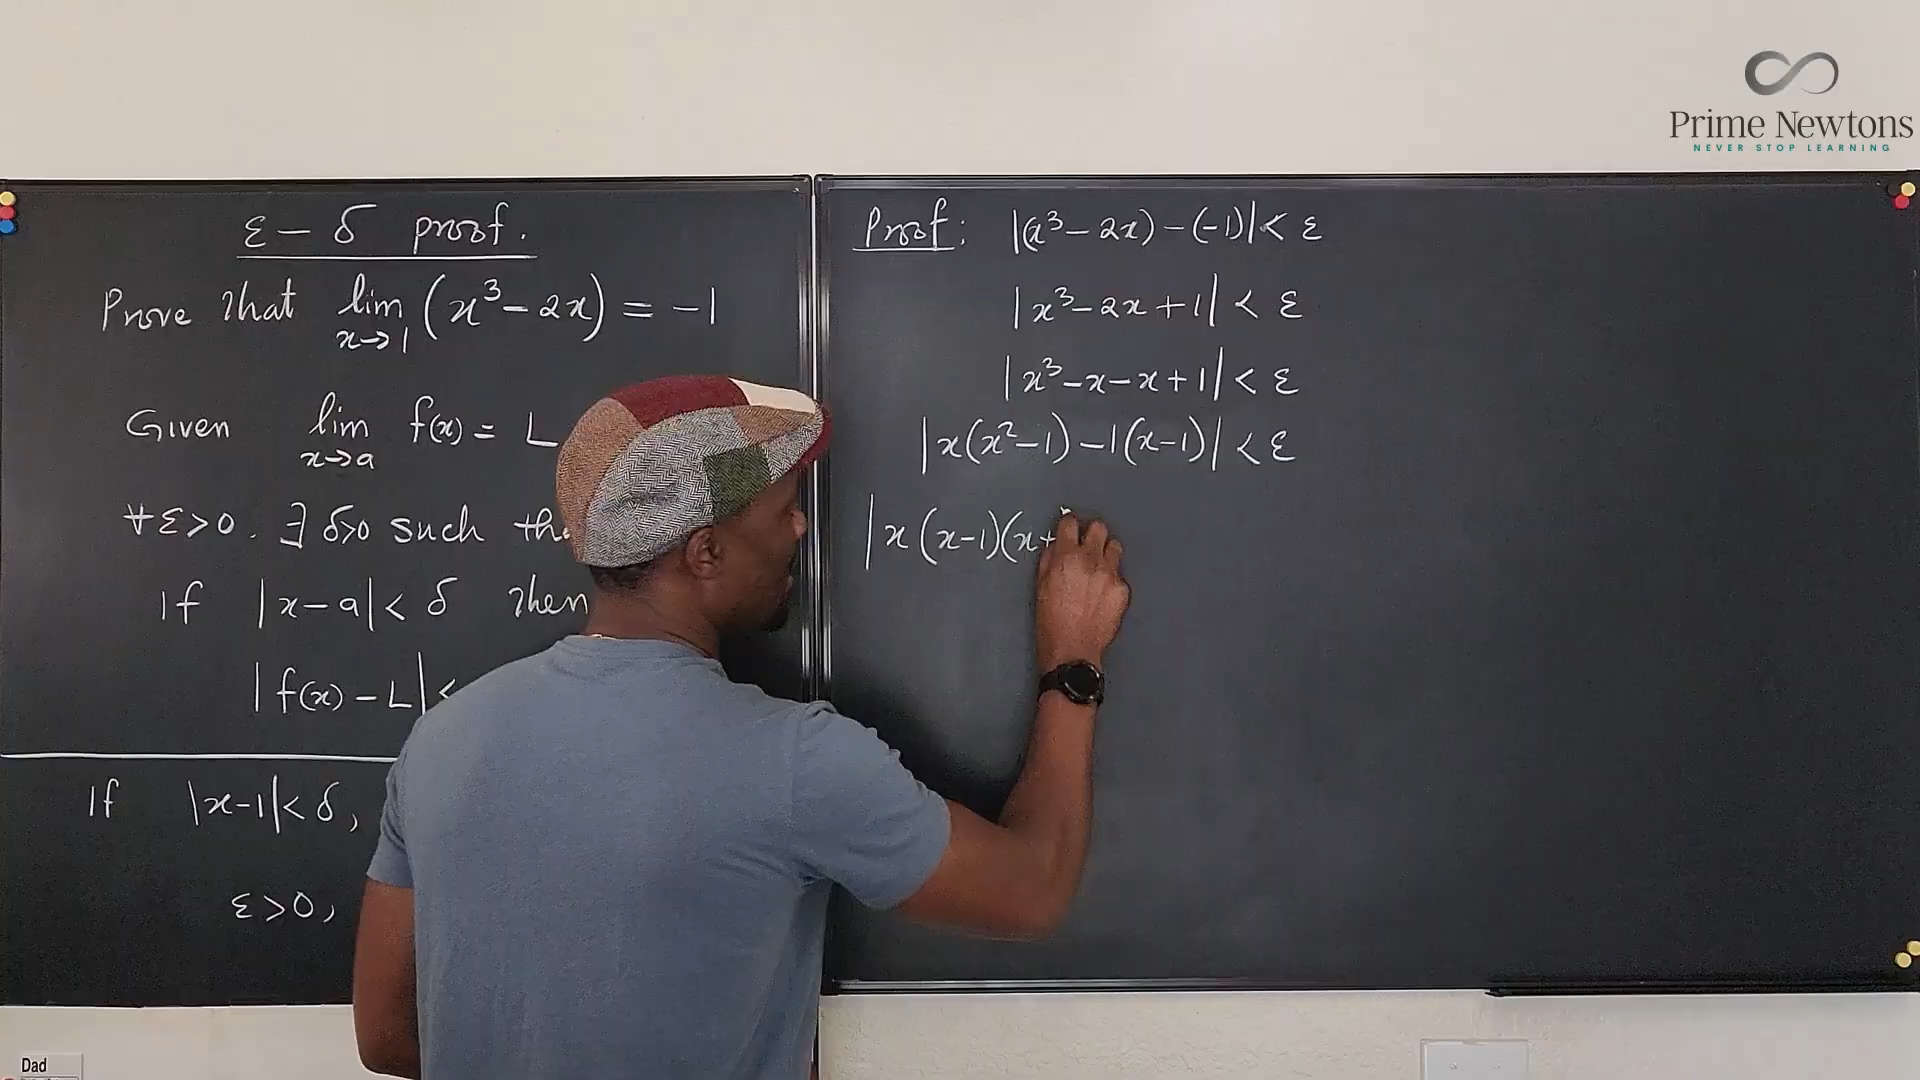 Prime Newtons
NEVER STOP LEARNING
ε – δ proof.
Prove that lim x→1 (x³ – 2x) = –1
Given lim x→a f(x) = L
∀ε>0. ∃ δ>0 such
If |x – a| < δ then
|f(x) – L| <
If |x-1| < δ,
ε>0,
Proof: |(x³ – 2x) – (-1)| < ε
|x³ – 2x + 1| < ε
|x³ – x – x + 1| < ε
|x(x² – 1) – 1(x – 1)| < ε
|x(x-1)(x+
Dad